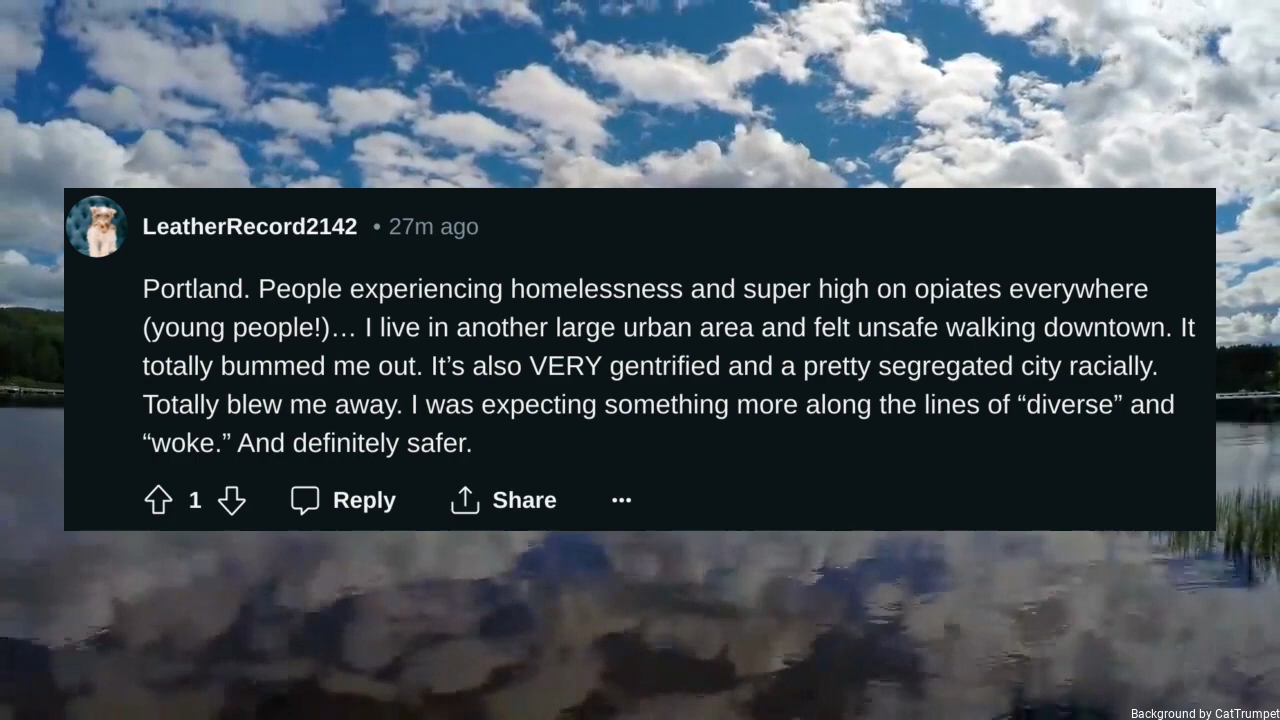 LeatherRecord2142 • 27m ago
Portland. People experiencing homelessness and super high on opiates everywhere
(young people!)… I live in another large urban area and felt unsafe walking downtown. It
totally bummed me out. It’s also VERY gentrified and a pretty segregated city racially.
Totally blew me away. I was expecting something more along the lines of “diverse” and
“woke.” And definitely safer.
1 Reply Share ···
Background by CatTrumpet